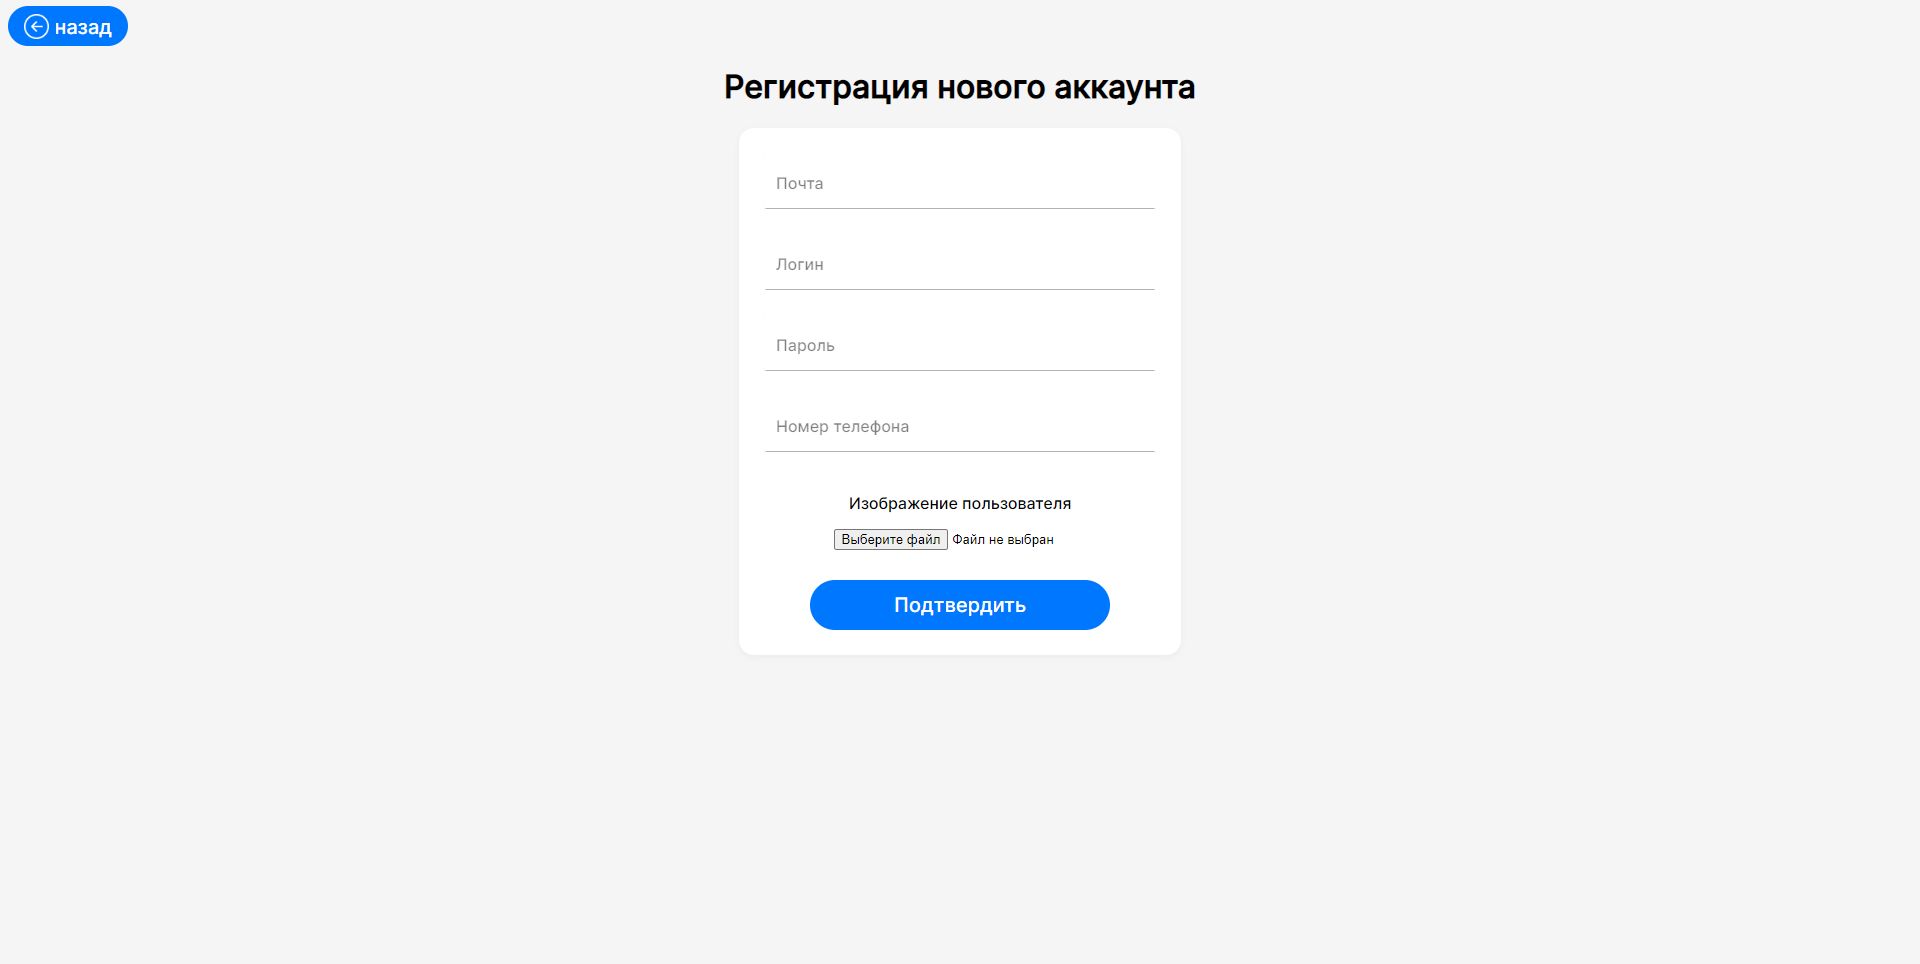 назад
Регистрация нового аккаунта
Почта
Логин
Пароль
Номер телефона
Изображение пользователя
Выберите файл Файл не выбран
Подтвердить